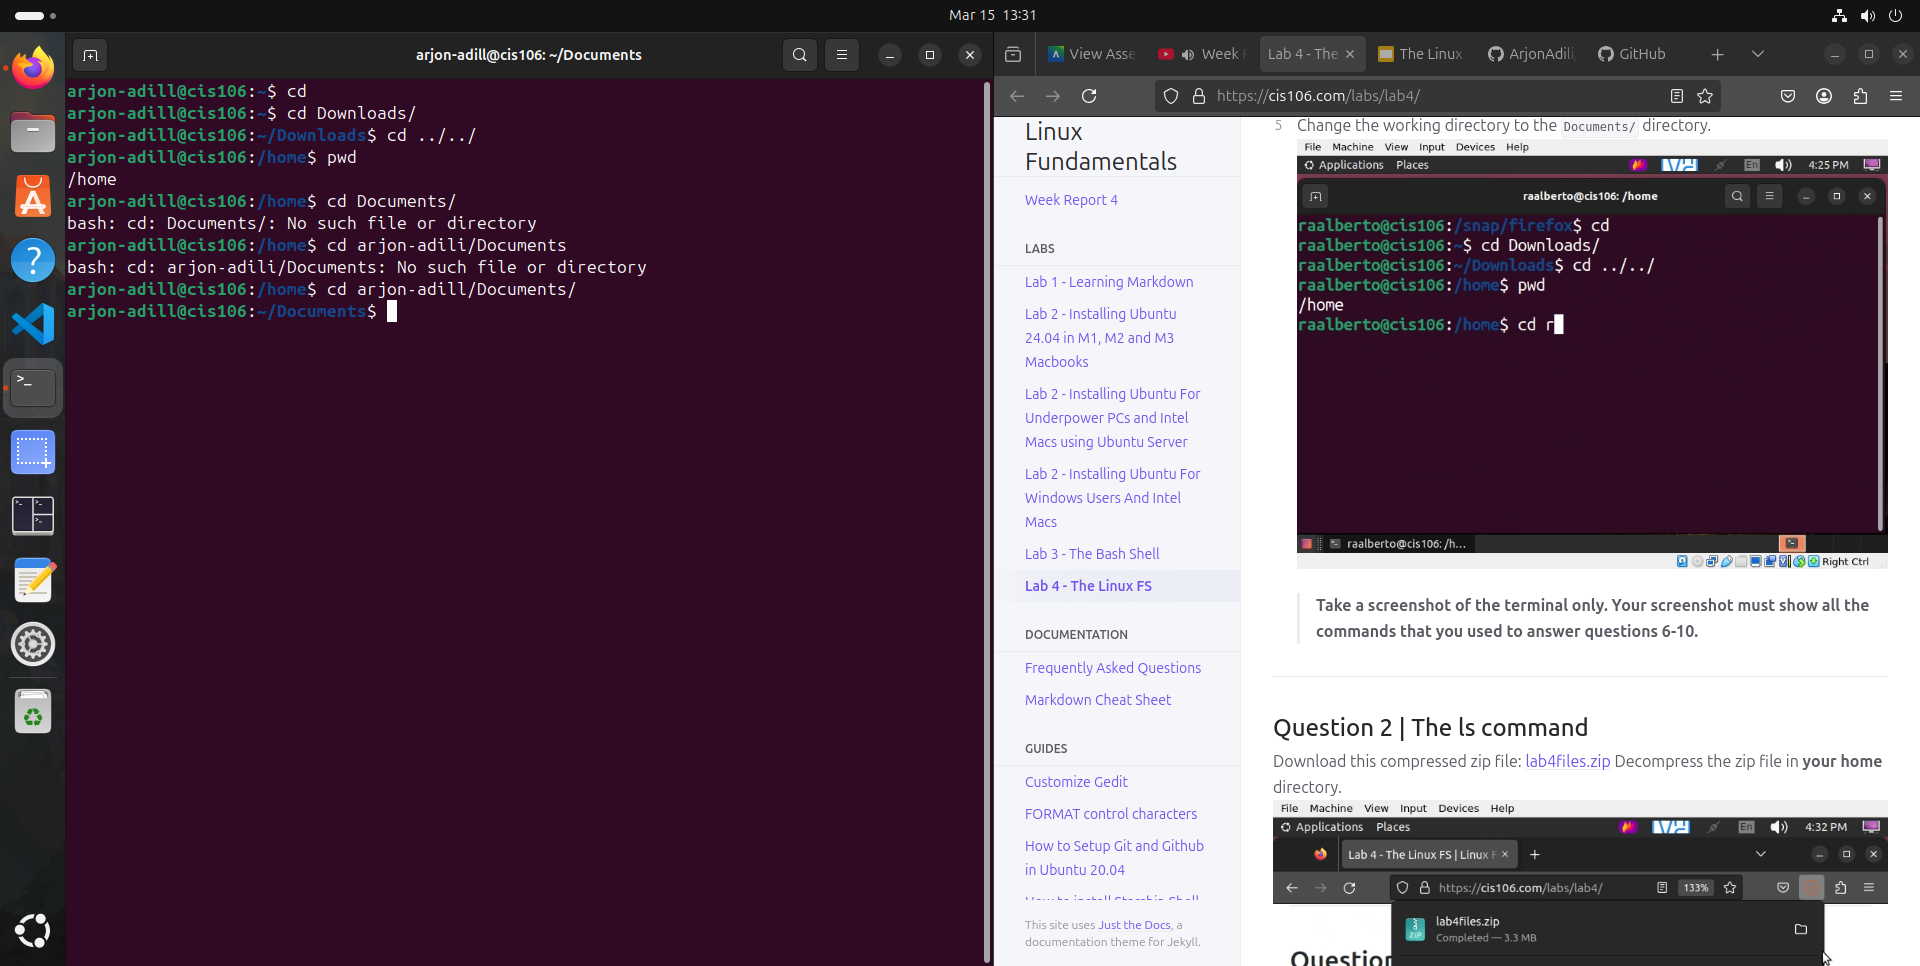 Mar 15 13:31
arjon-adill@cis106: ~/Documents
arjon-adill@cis106:~$ cd
arjon-adill@cis106:~$ cd Downloads/
arjon-adill@cis106:~/Downloads$ cd ../../
arjon-adill@cis106:/home$ pwd
/home
arjon-adill@cis106:/home$ cd Documents/
bash: cd: Documents/: No such file or directory
arjon-adill@cis106:/home$ cd arjon-adili/Documents
bash: cd: arjon-adili/Documents: No such file or directory
arjon-adill@cis106:/home$ cd arjon-adill/Documents/
arjon-adill@cis106:~/Documents$
View Asse
Week
Lab 4 - The
The Linux
ArjonAdili
GitHub
https://cis106.com/labs/lab4/
Linux
Fundamentals
Week Report 4
LABS
Lab 1 - Learning Markdown
Lab 2 - Installing Ubuntu
24.04 in M1, M2 and M3
Macbooks
Lab 2 - Installing Ubuntu For
Underpower PCs and Intel
Macs using Ubuntu Server
Lab 2 - Installing Ubuntu For
Windows Users And Intel
Macs
Lab 3 - The Bash Shell
Lab 4 - The Linux FS
DOCUMENTATION
Frequently Asked Questions
Markdown Cheat Sheet
GUIDES
Customize Gedit
FORMAT control characters
How to Setup Git and Github
in Ubuntu 20.04
This site uses Just the Docs, a
documentation theme for Jekyll.
5 Change the working directory to the Documents/ directory.
File Machine View Input Devices Help
Applications Places En 4:25 PM
raalberto@cis106: /home
raalberto@cis106:/snap/firefox$ cd
raalberto@cis106:~$ cd Downloads/
raalberto@cis106:~/Downloads$ cd ../../
raalberto@cis106:/home$ pwd
/home
raalberto@cis106:/home$ cd r
raalberto@cis106: /h...
Right Ctrl
Take a screenshot of the terminal only. Your screenshot must show all the
commands that you used to answer questions 6-10.
Question 2 | The ls command
Download this compressed zip file: lab4files.zip Decompress the zip file in your home
directory.
File Machine View Input Devices Help
Applications Places En 4:32 PM
Lab 4 - The Linux FS | Linux F
https://cis106.com/labs/lab4/ 133%
lab4files.zip
Completed — 3.3 MB
Question